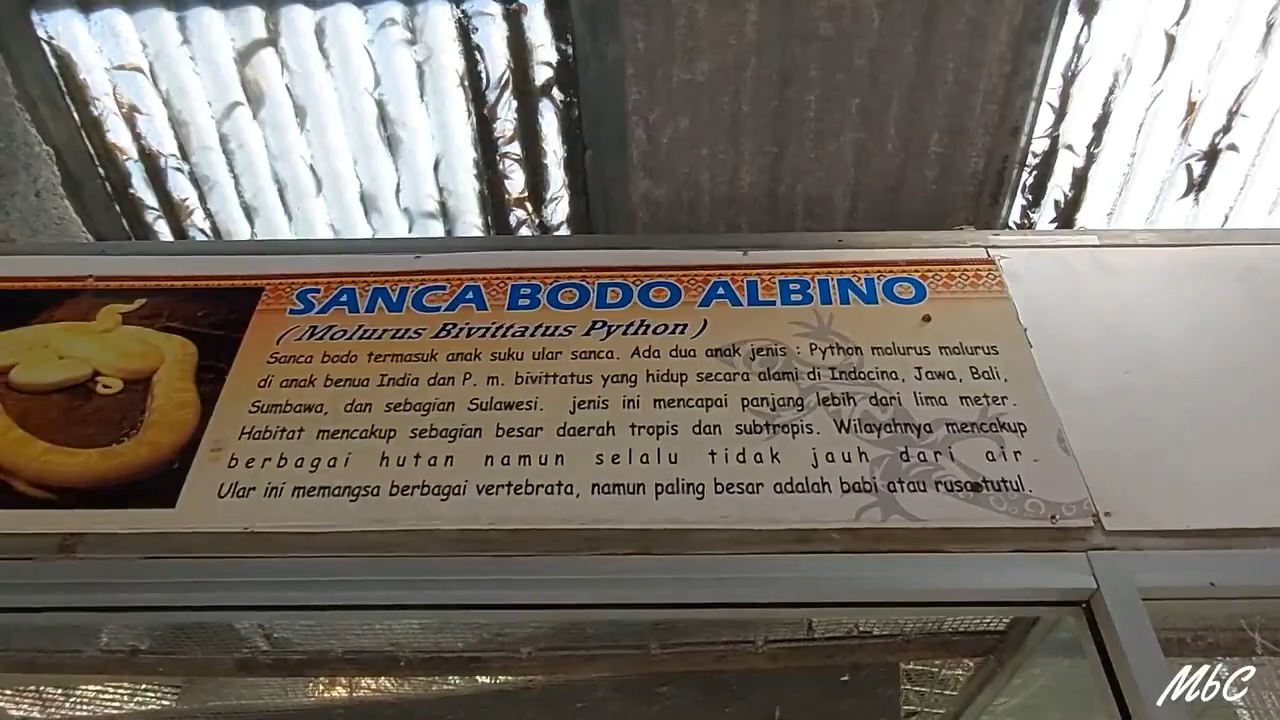 SANCA BODO ALBINO
( Molurus Bivittatus Python )
Sanca bodo termasuk anak suku ular sanca. Ada dua anak jenis : Python molurus molurus
di anak benua India dan P. m. bivittatus yang hidup secara alami di Indocina, Jawa, Bali,
Sumbawa, dan sebagian Sulawesi. jenis ini mencapai panjang lebih dari lima meter.
Habitat mencakup sebagian besar daerah tropis dan subtropis. Wilayahnya mencakup
berbagai hutan namun selalu tidak jauh dari air.
Ular ini memangsa berbagai vertebrata, namun paling besar adalah babi atau rusa tutul.
MbC